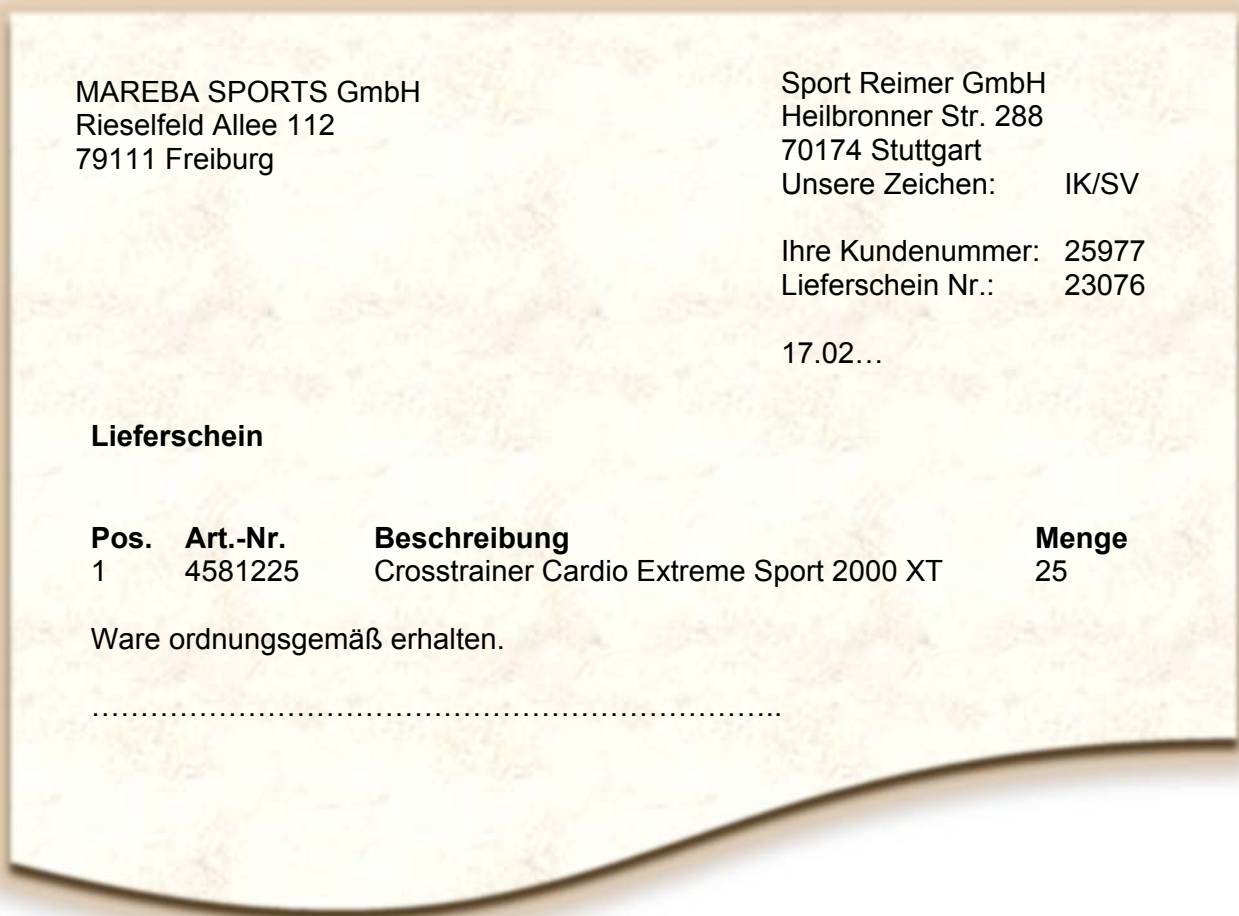 MAREBA SPORTS GmbH
Rieselfeld Allee 112
79111 Freiburg
Sport Reimer GmbH
Heilbronner Str. 288
70174 Stuttgart
Unsere Zeichen: IK/SV
Ihre Kundenummer: 25977
Lieferschein Nr.: 23076
17.02…
Lieferschein
Pos. Art.-Nr. Beschreibung Menge
1 4581225 Crosstrainer Cardio Extreme Sport 2000 XT 25
Ware ordnungsgemäß erhalten.
…………………………………………………………….